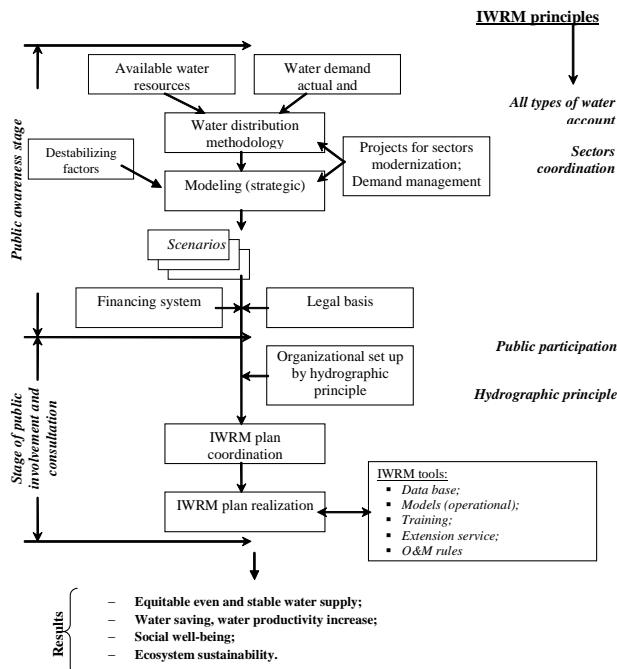 IWRM principles
Available water
resources
Water demand
actual and
All types of water
account
Water distribution
methodology
Sectors
coordination
Destabilizing
factors
Projects for sectors
modernization;
Demand management
Modeling (strategic)
Public awareness stage
Scenarios
Financing system
Legal basis
Public participation
Organizational set up
by hydrographic
principle
Hydrographic principle
Stage of public
involvement and
consultation
IWRM plan
coordination
IWRM plan realization
IWRM tools:
▪ Data base;
▪ Models (operational);
▪ Training;
▪ Extension service;
▪ O&M rules
Results
– Equitable even and stable water supply;
– Water saving, water productivity increase;
– Social well-being;
– Ecosystem sustainability.